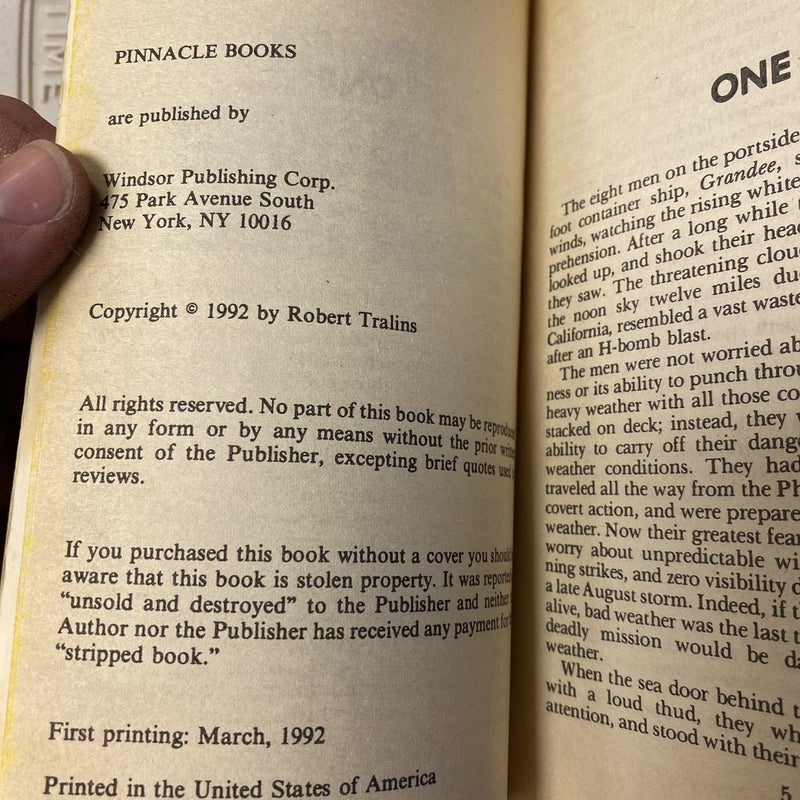 TIME
PINNACLE BOOKS
are published by
Windsor Publishing Corp.
475 Park Avenue South
New York, NY 10016
Copyright © 1992 by Robert Tralins
All rights reserved. No part of this book may be
in any form or by any means without the prior
consent of the Publisher, excepting brief quotes used
reviews.
If you purchased this book without a cover you
aware that this book is stolen property. It was
"unsold and destroyed" to the Publisher and neither
Author nor the Publisher has received any payment for
"stripped book."
First printing: March, 1992
Printed in the United States of America
ONE
The eight men on the portside
foot container ship, Grandee,
winds, watching the rising white
prehension. After a long while
looked up, and shook their
they saw. The threatening
the noon sky twelve miles
California, resembled a vast
after an H-bomb blast.
The men were not worried
ness or its ability to punch
heavy weather with all those
stacked on deck; instead, they
ability to carry off their
weather conditions. They had
traveled all the way from the
covert action, and were
weather. Now their greatest
worry about unpredictable
ning strikes, and zero visibility
a late August storm. Indeed, if
alive, bad weather was the last
deadly mission would be
weather.
When the sea door behind
with a loud thud, they
attention, and stood with their
5